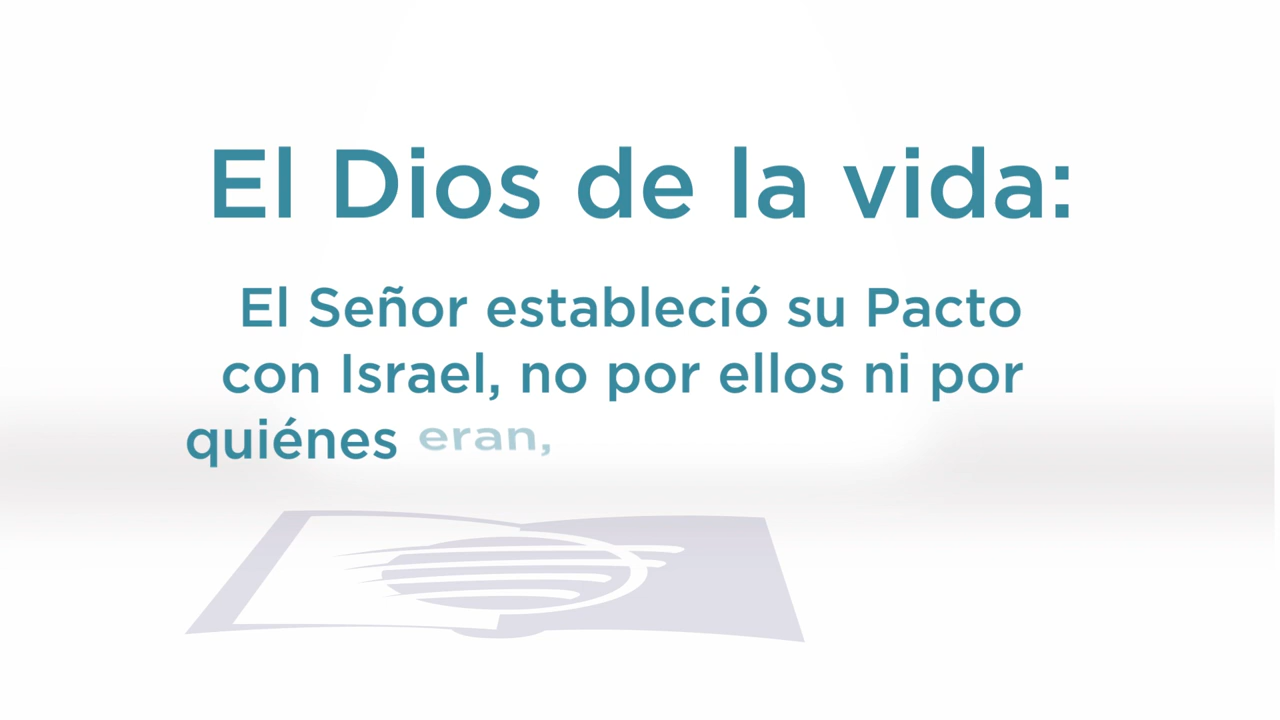 El Dios de la vida:
El Señor estableció su Pacto
con Israel, no por ellos ni por
quiénes eran,